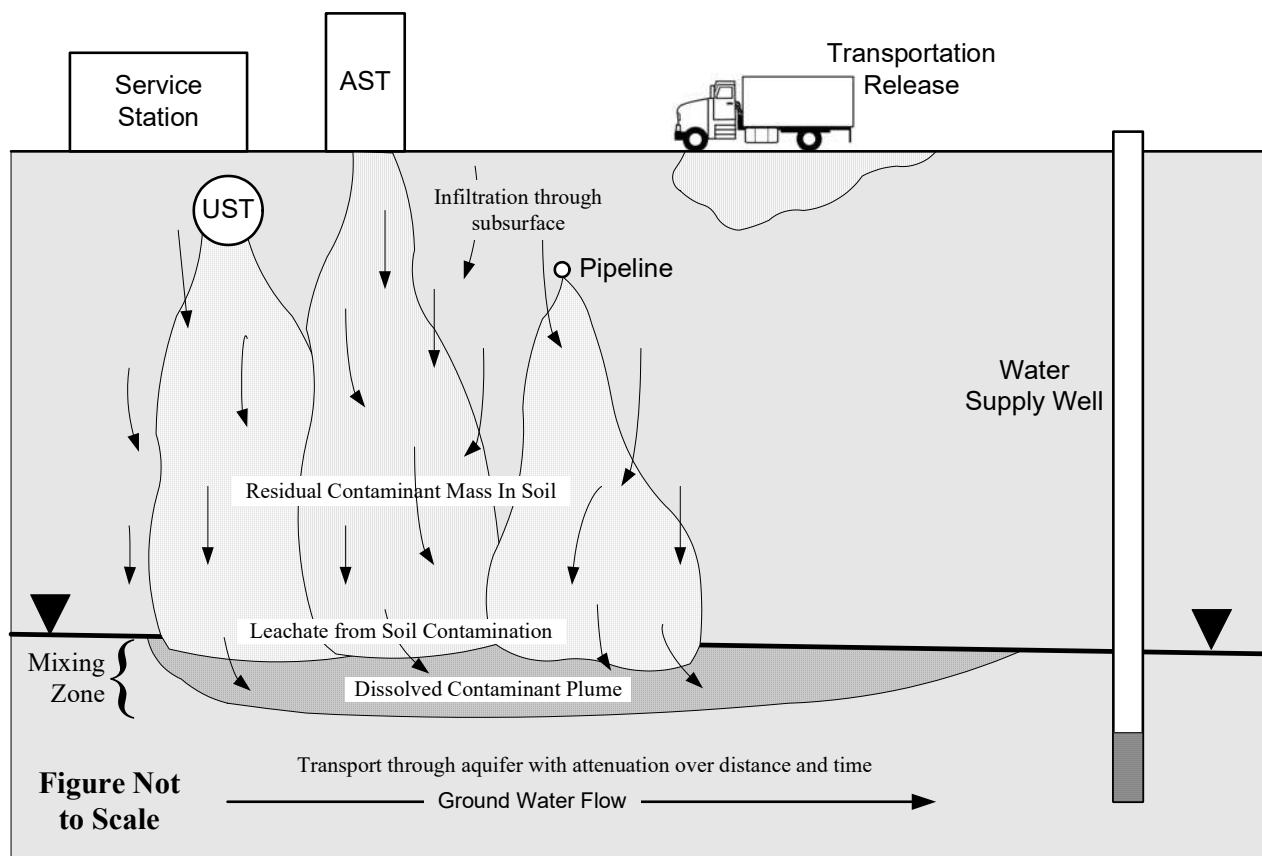 Service
Station
AST
Transportation
Release
UST
Infiltration through
subsurface
Pipeline
Water
Supply Well
Residual Contaminant Mass In Soil
Leachate from Soil Contamination
Mixing
Zone
Dissolved Contaminant Plume
Figure Not
to Scale
Transport through aquifer with attenuation over distance and time
Ground Water Flow